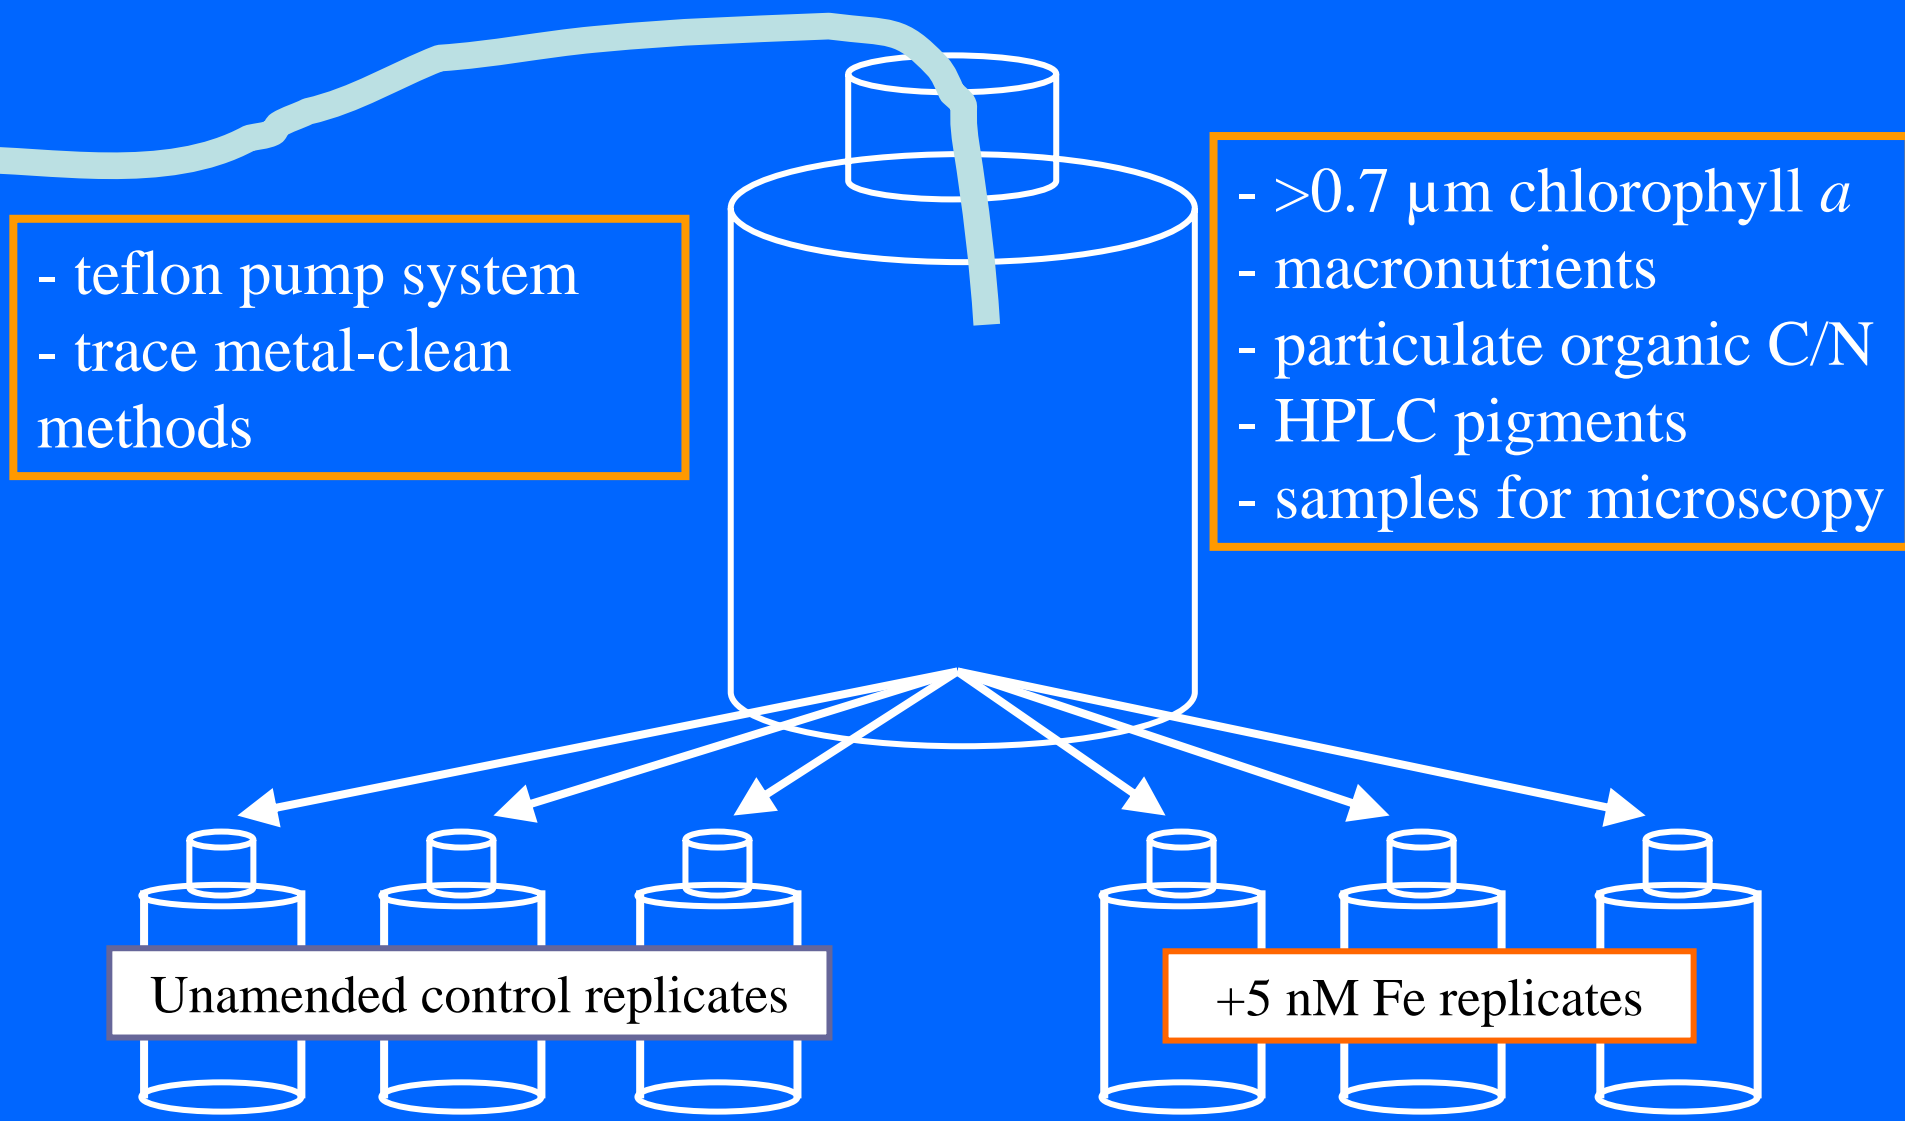 - teflon pump system
- trace metal-clean
methods
- >0.7 µm chlorophyll a
- macronutrients
- particulate organic C/N
- HPLC pigments
- samples for microscopy
Unamended control replicates
+5 nM Fe replicates